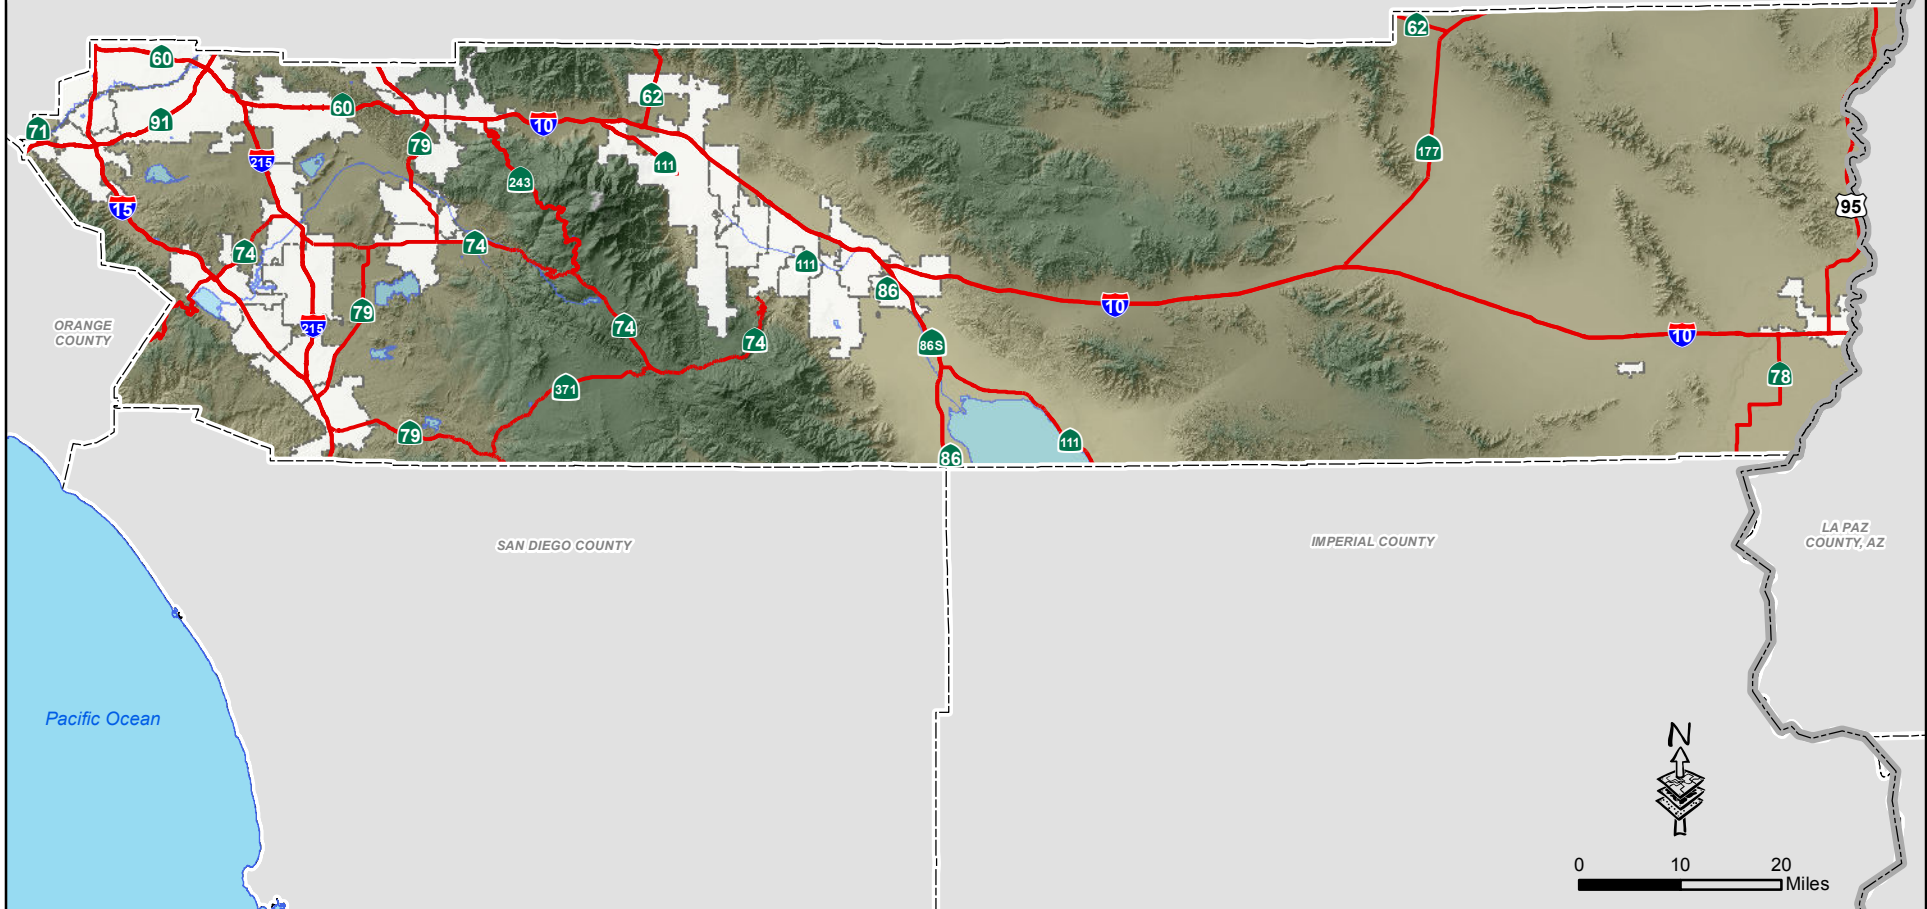 62
60
62
60
10
91
71
79
177
215
111
243
95
15
74
74
111
86
10
79
215
74
10
86S
74
ORANGE
COUNTY
78
371
79
111
86
SAN DIEGO COUNTY
IMPERIAL COUNTY
LA PAZ
COUNTY, AZ
Pacific Ocean
N
0 10 20
Miles